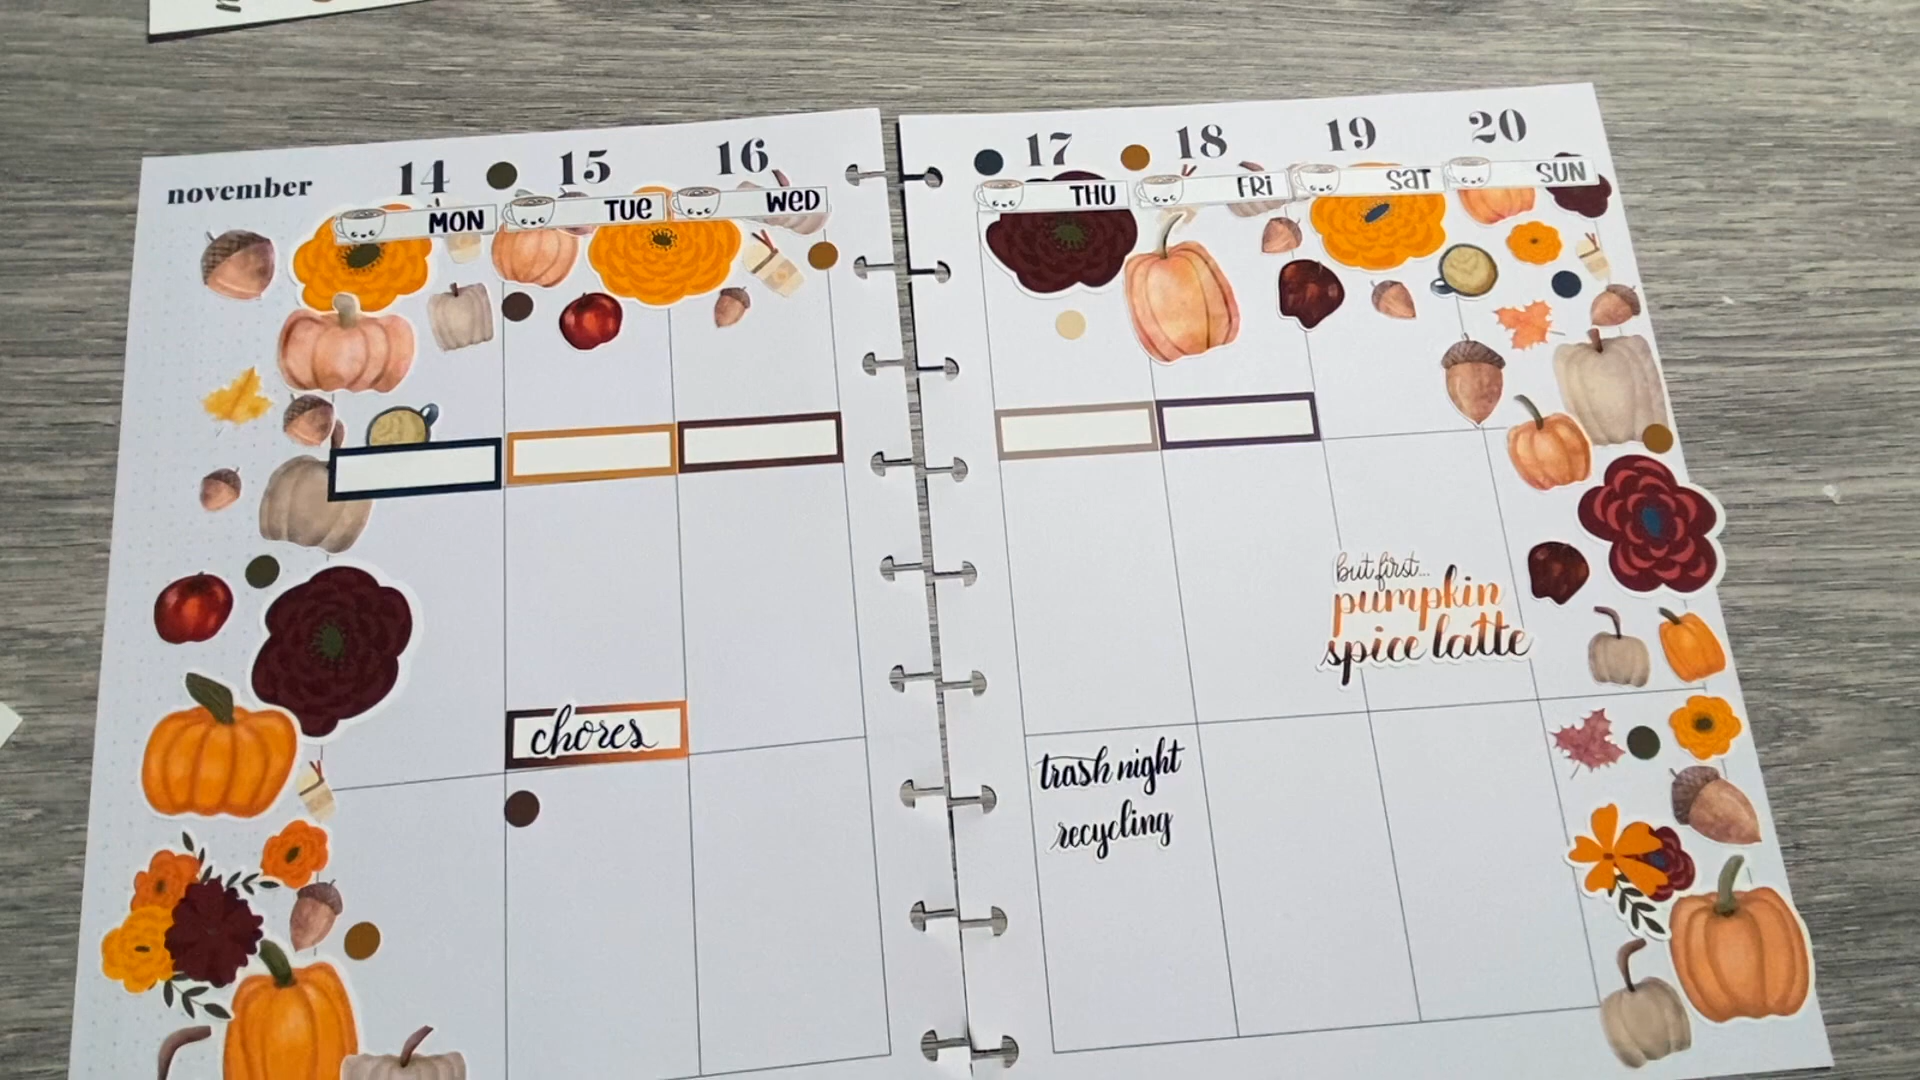 november
14
15
16
17
18
19
20
MON
TUE
WED
THU
FRi
SaT
SUN
but first...
pumpkin
spice latte
chores
trash night
recycling